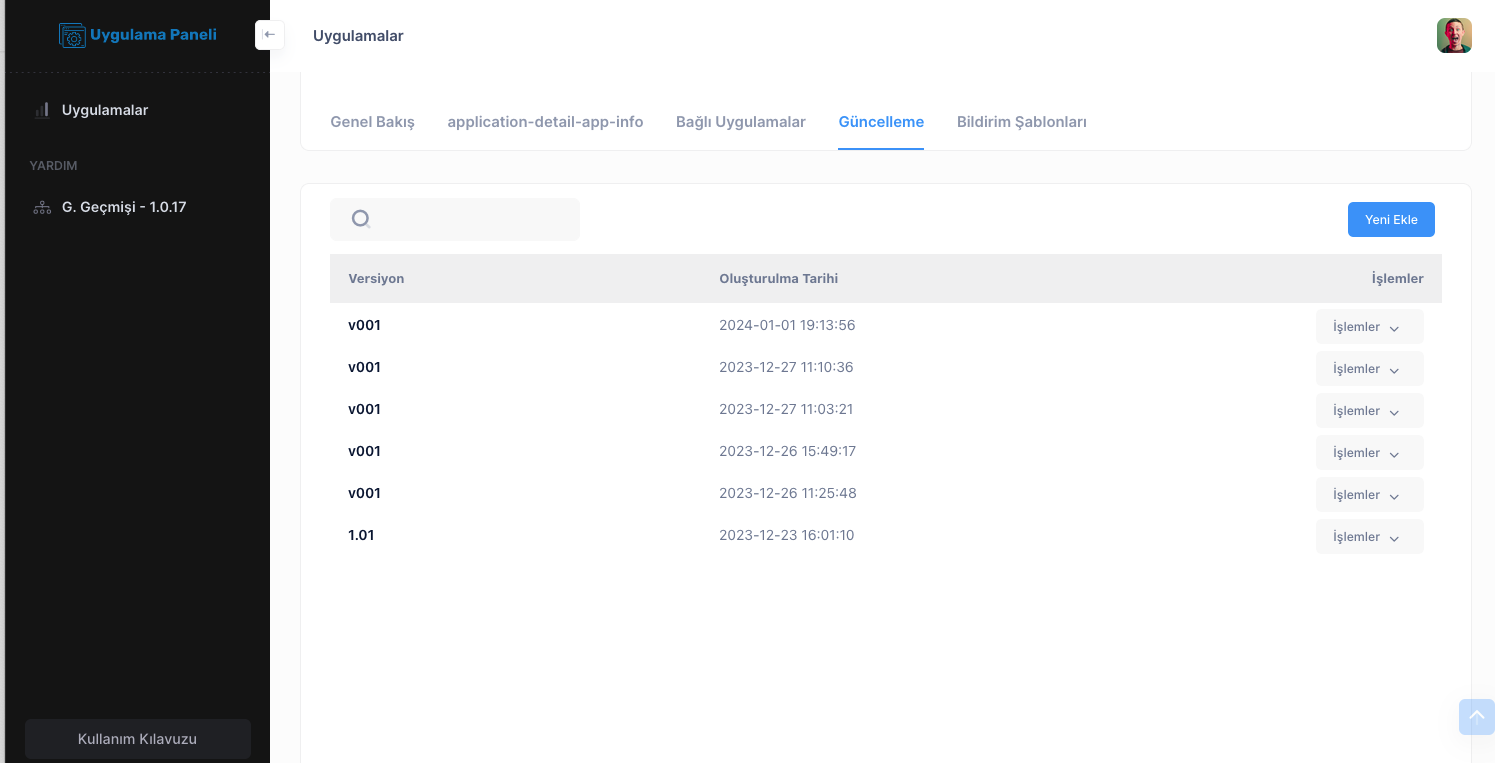 Uygulama Paneli
Uygulamalar
YARDIM
G. Geçmişi - 1.0.17
Kullanım Kılavuzu
Uygulamalar
Genel Bakış application-detail-app-info Bağlı Uygulamalar Güncelleme Bildirim Şablonları
Yeni Ekle
Versiyon Oluşturulma Tarihi İşlemler
v001 2024-01-01 19:13:56 İşlemler
v001 2023-12-27 11:10:36 İşlemler
v001 2023-12-27 11:03:21 İşlemler
v001 2023-12-26 15:49:17 İşlemler
v001 2023-12-26 11:25:48 İşlemler
1.01 2023-12-23 16:01:10 İşlemler